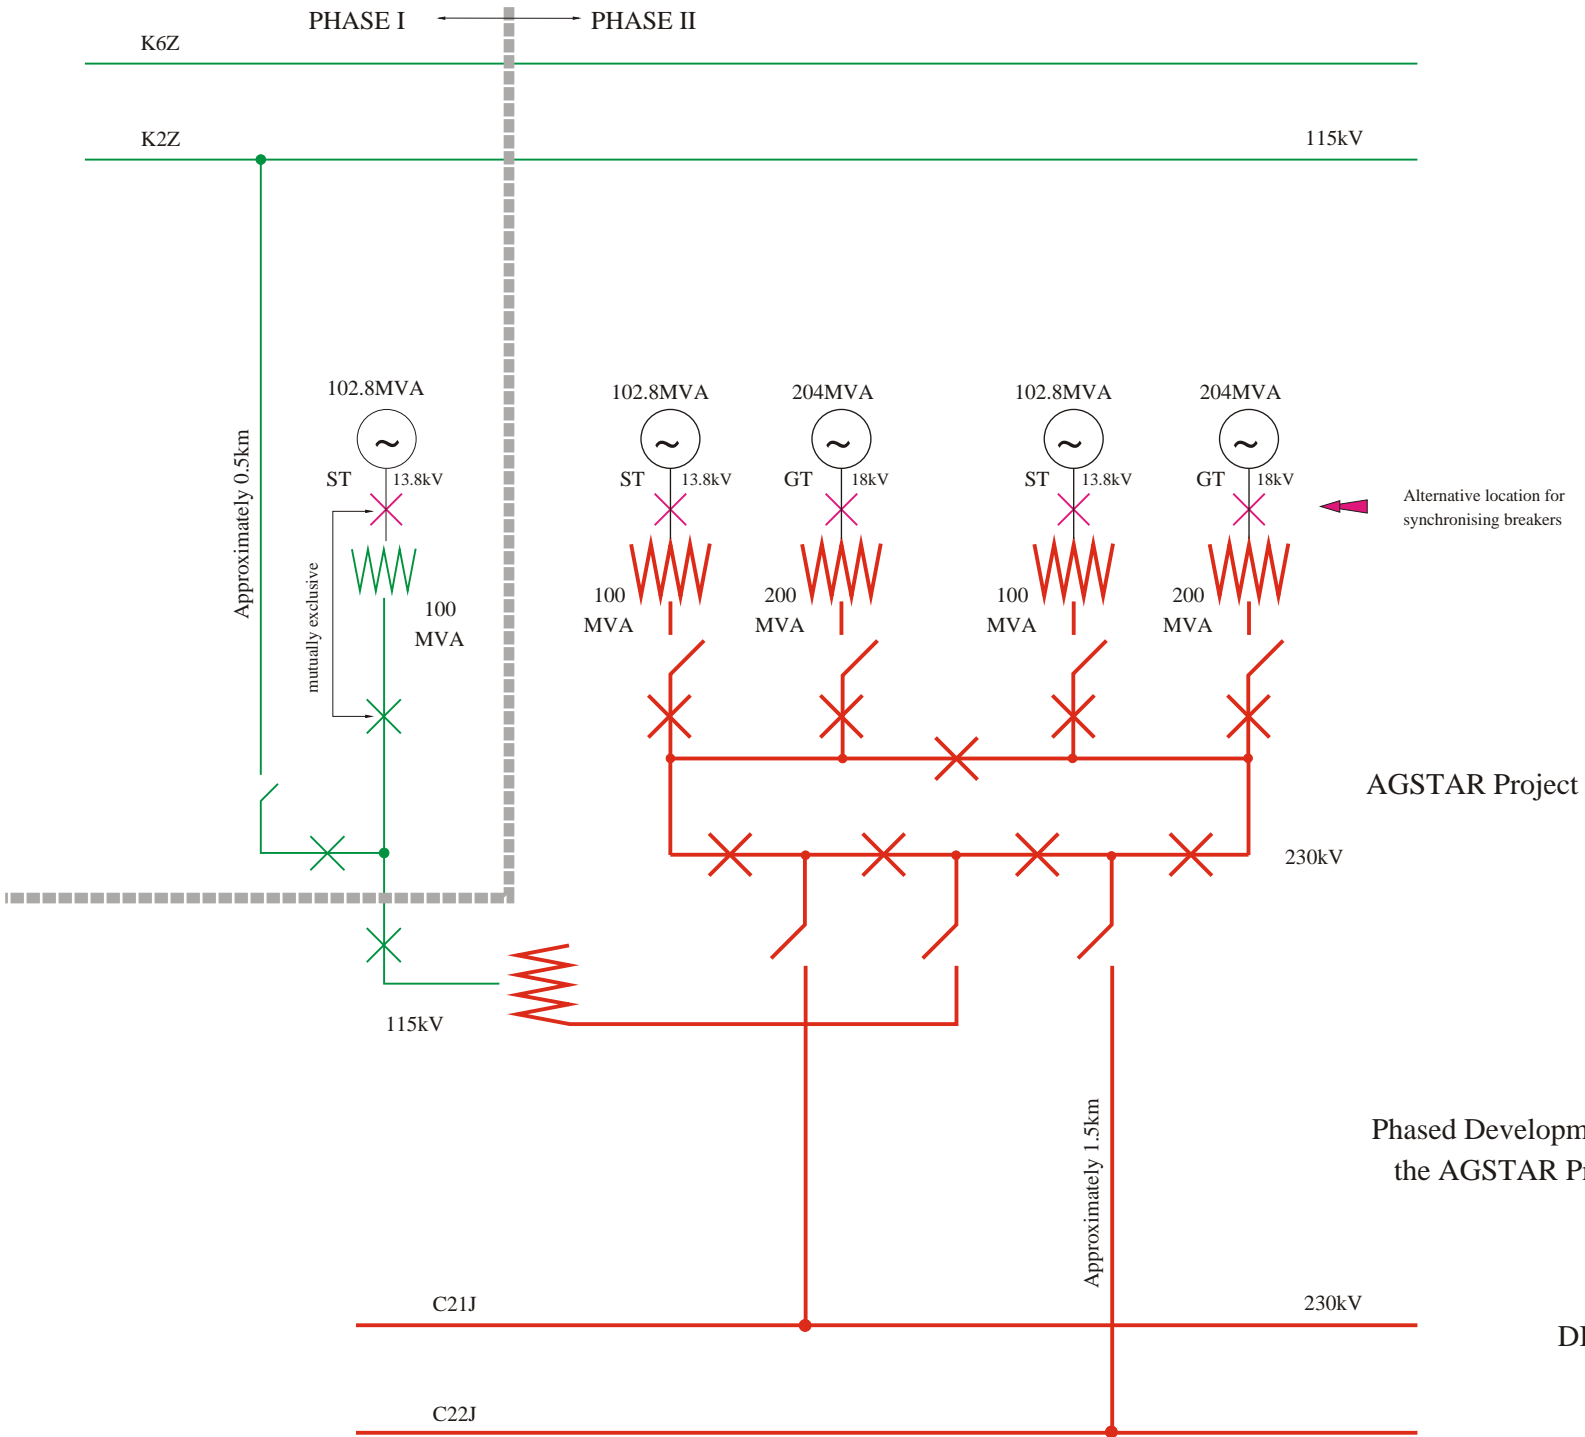 PHASE I
PHASE II
K6Z
K2Z
115kV
102.8MVA
102.8MVA
204MVA
102.8MVA
204MVA
ST
13.8kV
ST
13.8kV
GT
18kV
ST
13.8kV
GT
18kV
Alternative location for
synchronising breakers
Approximately 0.5km
mutually exclusive
100
MVA
100
MVA
200
MVA
100
MVA
200
MVA
AGSTAR Project
230kV
115kV
Approximately 1.5km
Phased Developm
the AGSTAR Pr
C21J
230kV
C22J